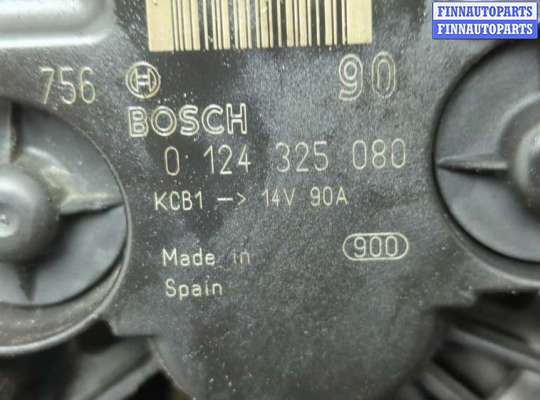 FINNAUTOPARTS
FINNAUTOPARTS
756 90
BOSCH
0 124 325 080
KCB1 -> 14V 90A
Made in 900
Spain